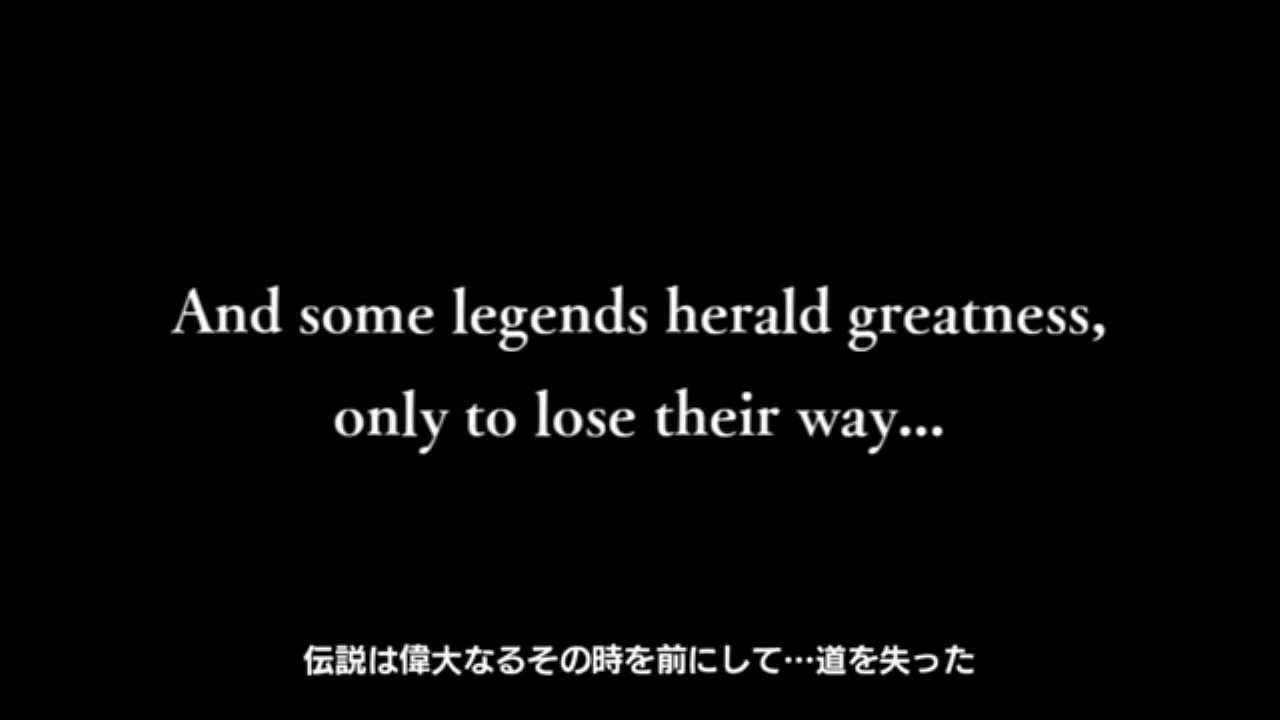 And some legends herald greatness,
only to lose their way...
伝説は偉大なるその時を前にして…道を失った